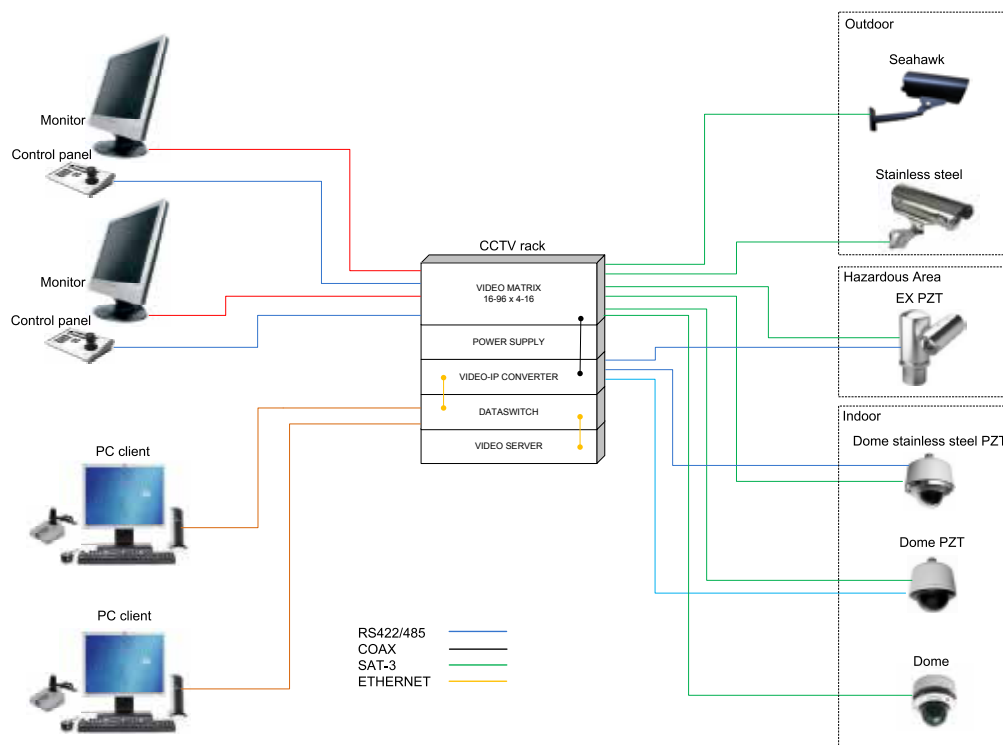 Outdoor
Seahawk
Stainless steel
Monitor
Control panel
Monitor
Control panel
CCTV rack
VIDEO MATRIX
16-96 x 4-16
POWER SUPPLY
VIDEO-IP CONVERTER
DATASWITCH
VIDEO SERVER
Hazardous Area
EX PZT
Indoor
Dome stainless steel PZT
Dome PZT
Dome
PC client
PC client
RS422/485
COAX
SAT-3
ETHERNET